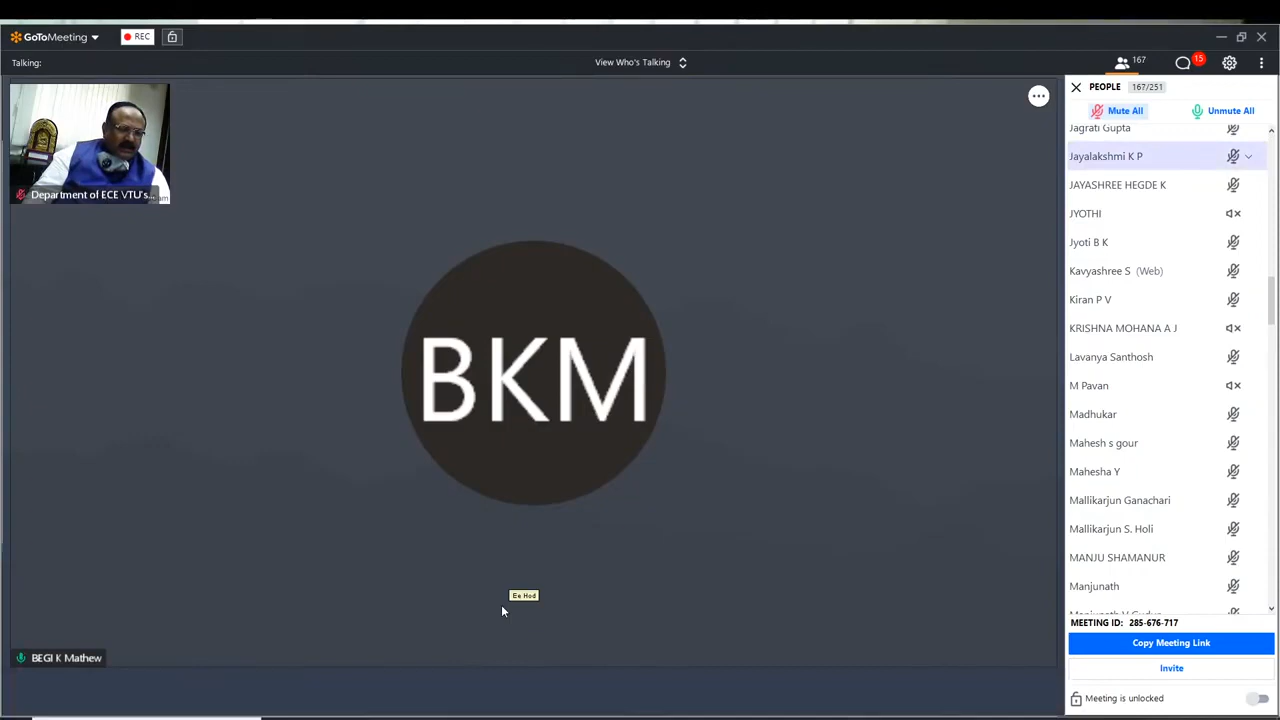 GoToMeeting
REC
Talking:
View Who's Talking
167
15
PEOPLE 167/251
Mute All
Unmute All
Jagrati Gupta
Jayalakshmi K P
JAYASHREE HEGDE K
JYOTHI
Jyoti B K
Kavyashree S (Web)
Kiran P V
KRISHNA MOHANA A J
Lavanya Santhosh
M Pavan
Madhukar
Mahesh s gour
Mahesha Y
Mallikarjun Ganachari
Mallikarjun S. Holi
MANJU SHAMANUR
Manjunath
Department of ECE VTU's...
BKM
Ee Hod
BEGI K Mathew
MEETING ID: 285-676-717
Copy Meeting Link
Invite
Meeting is unlocked